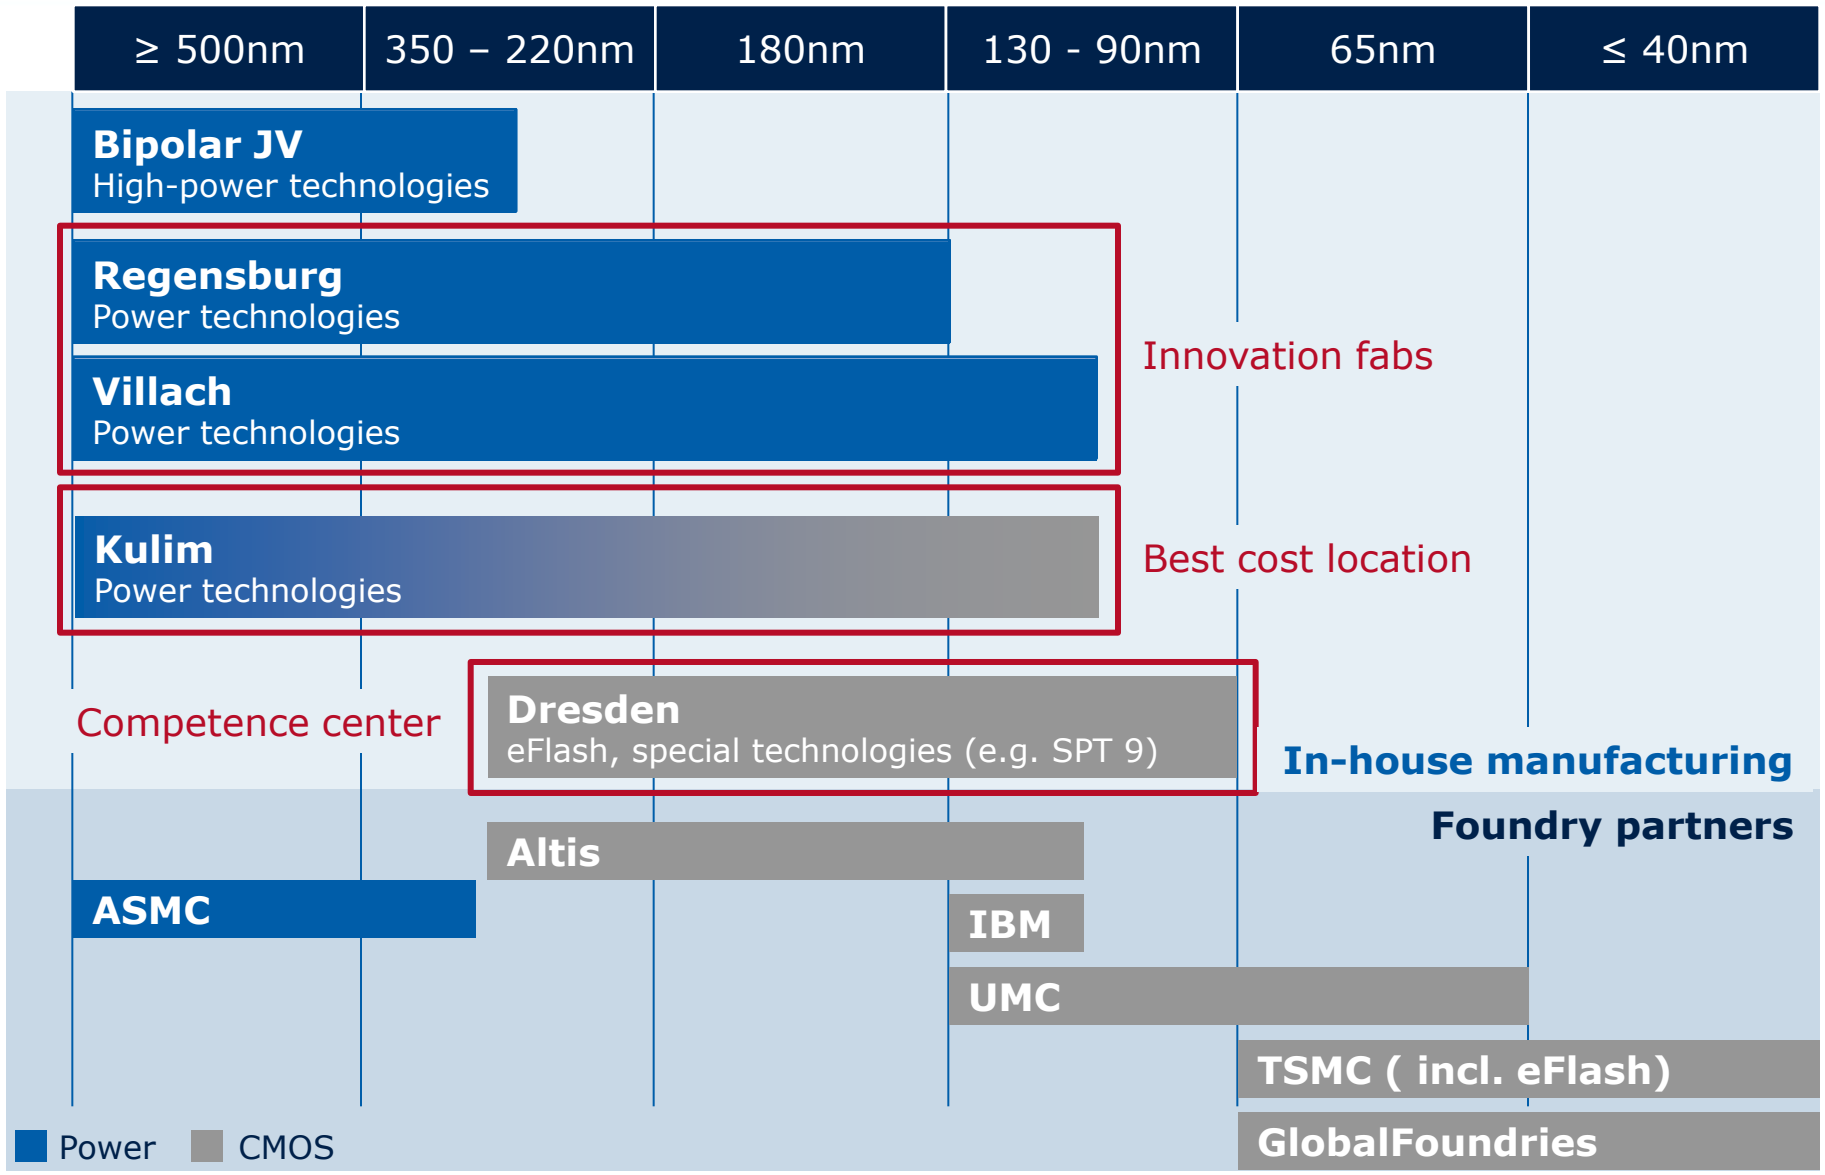 ≥ 500nm
350 – 220nm
180nm
130 - 90nm
65nm
≤ 40nm
Bipolar JV
High-power technologies
Regensburg
Power technologies
Innovation fabs
Villach
Power technologies
Kulim
Power technologies
Best cost location
Competence center
Dresden
eFlash, special technologies (e.g. SPT 9)
In-house manufacturing
Foundry partners
Altis
ASMC
IBM
UMC
TSMC ( incl. eFlash)
GlobalFoundries
Power
CMOS